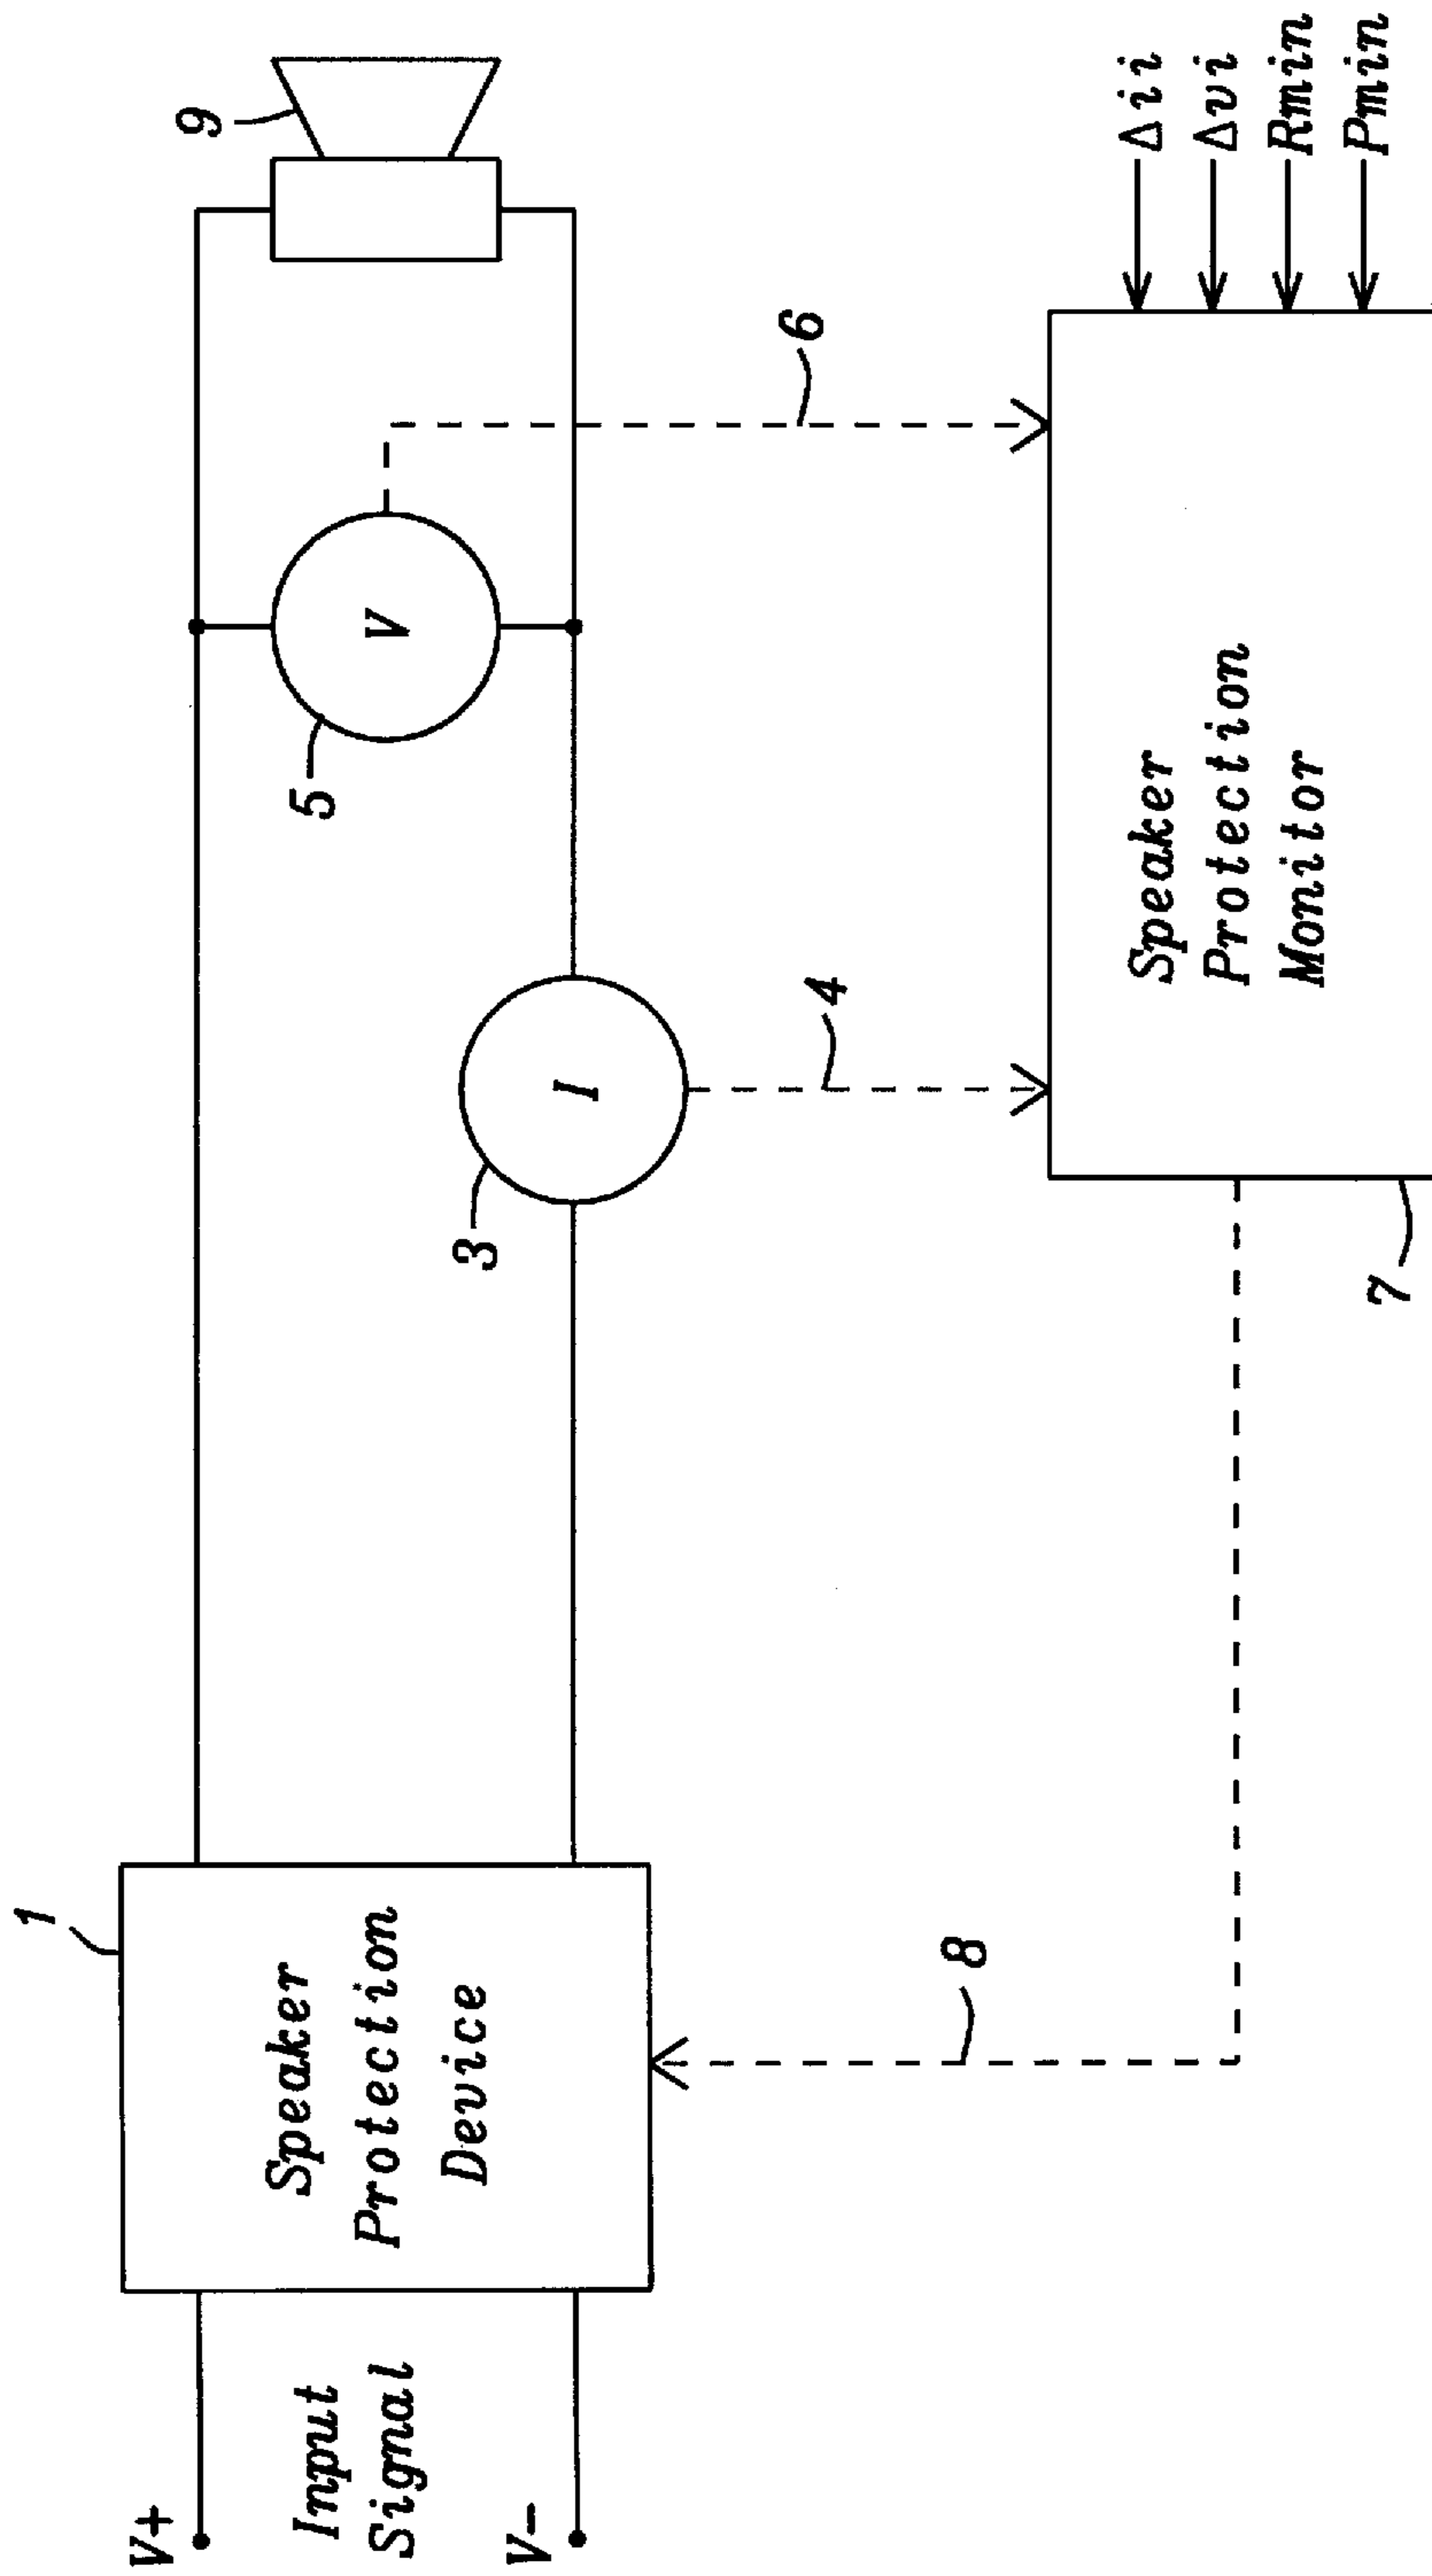 V+
Input
Signal
V-
1
Speaker
Protection
Device
3
I
5
V
9
4
6
8
7
Speaker
Protection
Monitor
Δii
Δvi
Rmin
Pmin